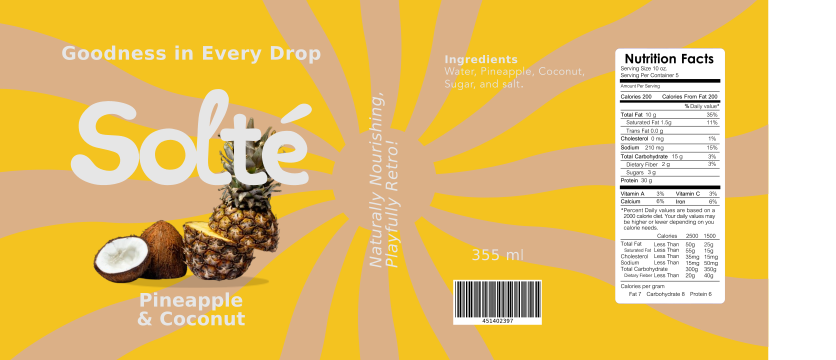 Goodness in Every Drop
Solté
Pineapple
& Coconut
Naturally Nourishing,
Playfully Retro!
Ingredients
Water, Pineapple, Coconut,
Sugar, and salt.
355 ml
451402397
Nutrition Facts
Serving Size 10 oz.
Serving Per Container 5
Amount Per Serving
Calories 200 Calories From Fat 200
% Daily value*
Total Fat 10 g 35%
Saturated Fat 1.5g 11%
Trans Fat 0.0 g
Cholesterol 0 mg 1%
Sodium 210 mg 15%
Total Carbohydrate 15 g 3%
Dietary Fiber 2 g 3%
Sugars 3 g
Protein 30 g
Vitamin A 3% Vitamin C 3%
Calcium 6% Iron 6%
*Percent Daily values are based on a
2000 calorie diet. Your daily values may
be higher or lewer depending on you
calorie needs.
Calories 2500 1500
Total Fat Less Than 50g 25g
Saturated Fat Less Than 55g 15g
Cholesterol Less Than 35mg 15mg
Sodium Less Than 15mg 50mg
Total Carbohydrate 300g 350g
Dietary Fieber Less Than 20g 40g
Calories per gram
Fat 7 Carbohydrate 8 Protein 6